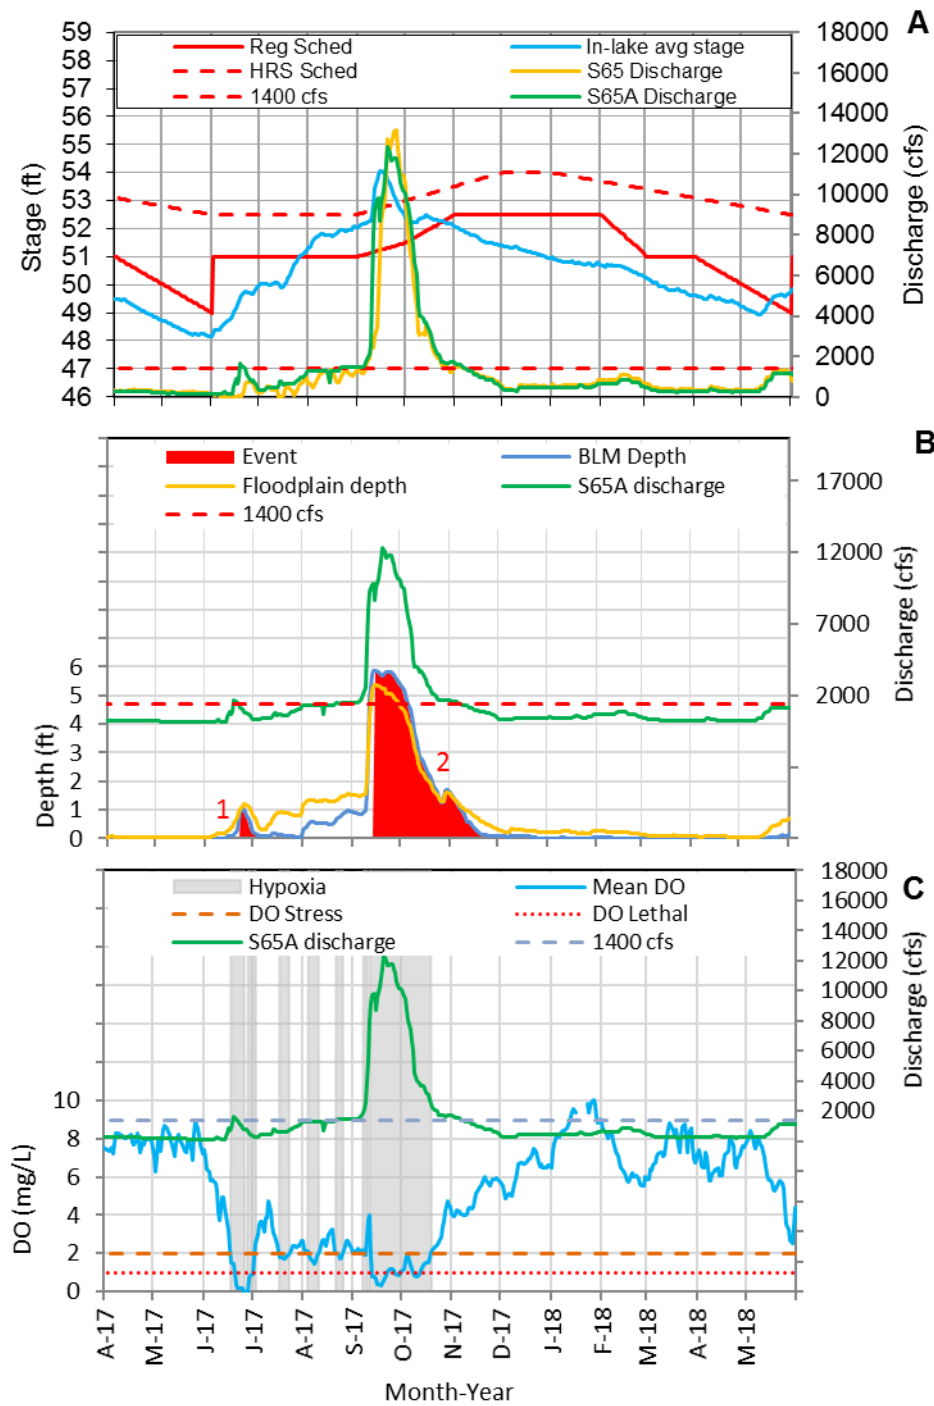 A
59 18000
Reg Sched In-lake avg stage
58 16000
HRS Sched S65 Discharge
57 14000
1400 cfs S65A Discharge
56
55 12000
54
53 10000
52 8000
51 6000
50
49 4000
48
47 2000
46 0
Stage (ft)
Discharge (cfs)
B
Event BLM Depth
Floodplain depth S65A discharge
1400 cfs
17000
12000
7000
2000
6
5
4
3
2
1
0
1
2
Depth (ft)
Discharge (cfs)
C
Hypoxia Mean DO
DO Stress DO Lethal
S65A discharge 1400 cfs
18000
16000
14000
12000
10000
8000
6000
4000
2000
0
10
8
6
4
2
0
DO (mg/L)
Discharge (cfs)
A-17 M-17 J-17 J-17 A-17 S-17 O-17 N-17 D-17 J-18 F-18 M-18 A-18 M-18
Month-Year